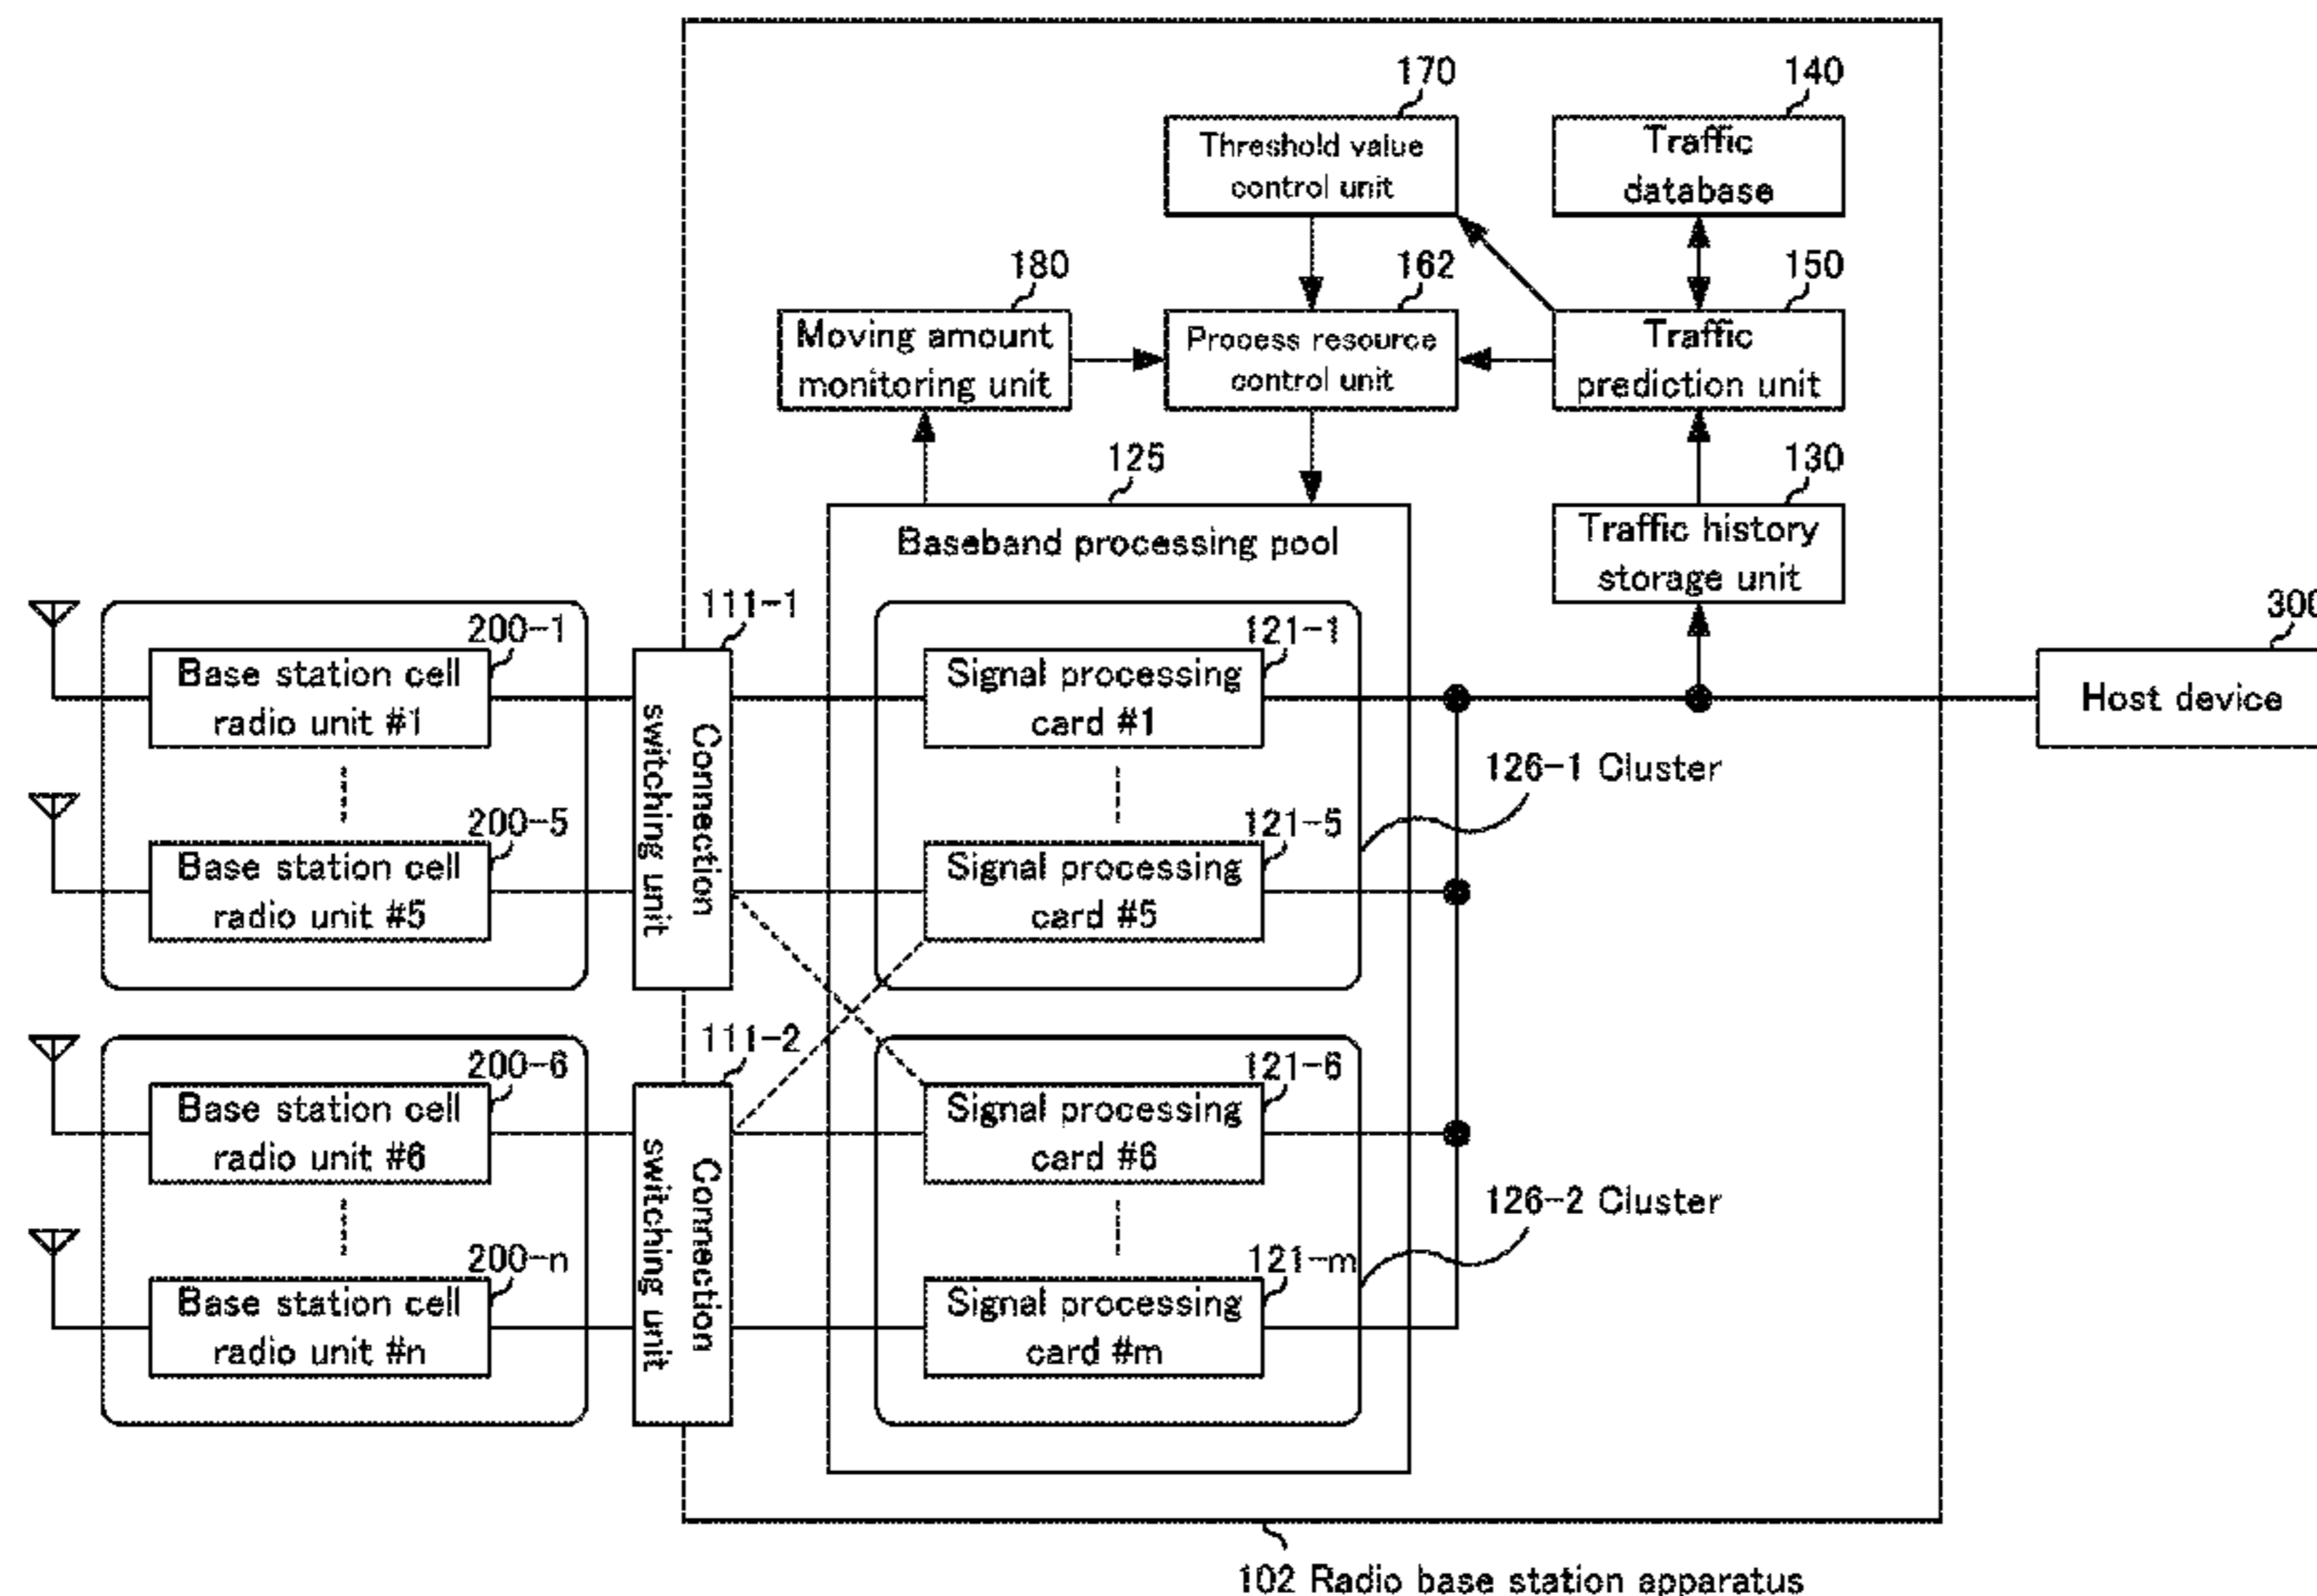 170
140
Threshold value
control unit
Traffic
database
180
162
150
Moving amount
monitoring unit
Process resource
control unit
Traffic
prediction unit
125
130
Baseband processing pool
Traffic history
storage unit
300
Host device
111-1
200-1
Base station cell
radio unit #1
200-5
Base station cell
radio unit #5
Connection
switching unit
121-1
Signal processing
card #1
121-5
Signal processing
card #5
126-1 Cluster
111-2
200-6
Base station cell
radio unit #6
200-n
Base station cell
radio unit #n
Connection
switching unit
121-6
Signal processing
card #6
121-m
Signal processing
card #m
126-2 Cluster
102 Radio base station apparatus